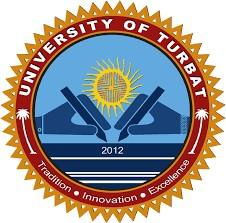 UNIVERSITY OF TURBAT
2012
Tradition • Innovation • Excellence